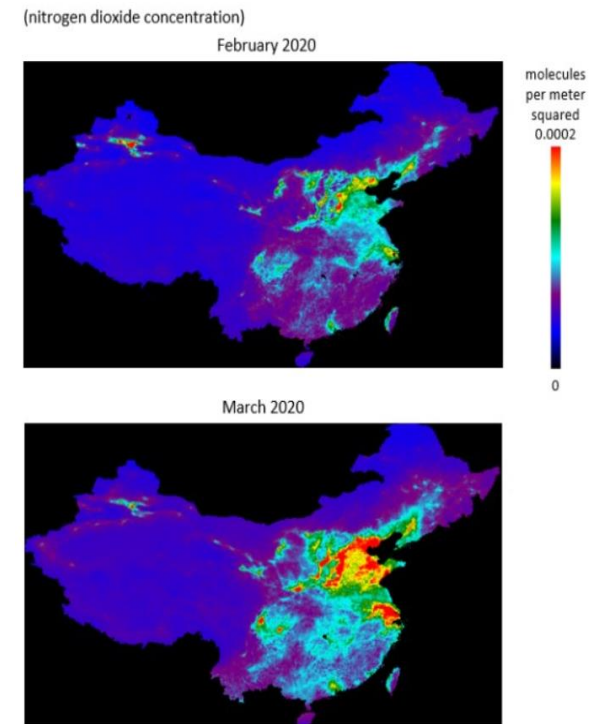 (nitrogen dioxide concentration)
February 2020
molecules
per meter
squared
0.0002
0
March 2020